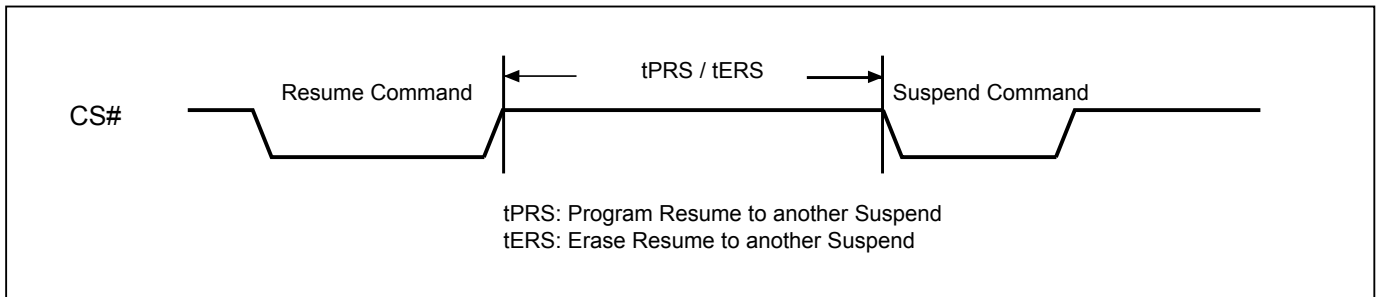 tPRS / tERS
Resume Command
Suspend Command
CS#
tPRS: Program Resume to another Suspend
tERS: Erase Resume to another Suspend